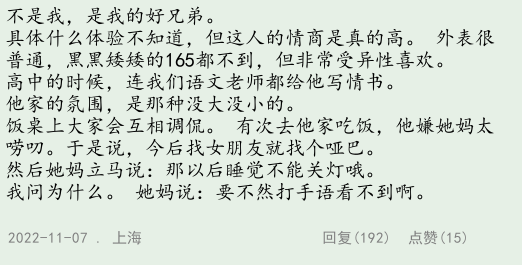 不是我，是我的好兄弟。
具体什么体验不知道，但这人的情商是真的高。 外表很
普通，黑黑矮矮的165都不到，但非常受异性喜欢。
高中的时候，连我们语文老师都给他写情书。
他家的氛围，是那种没大没小的。
饭桌上大家会互相调侃。 有次去他家吃饭，他嫌她妈太
唠叨。于是说，今后找女朋友就找个哑巴。
然后她妈立马说：那以后睡觉不能关灯哦。
我问为什么。 她妈说：要不然打手语看不到啊。
2022-11-07 . 上海 回复(192) 点赞(15)